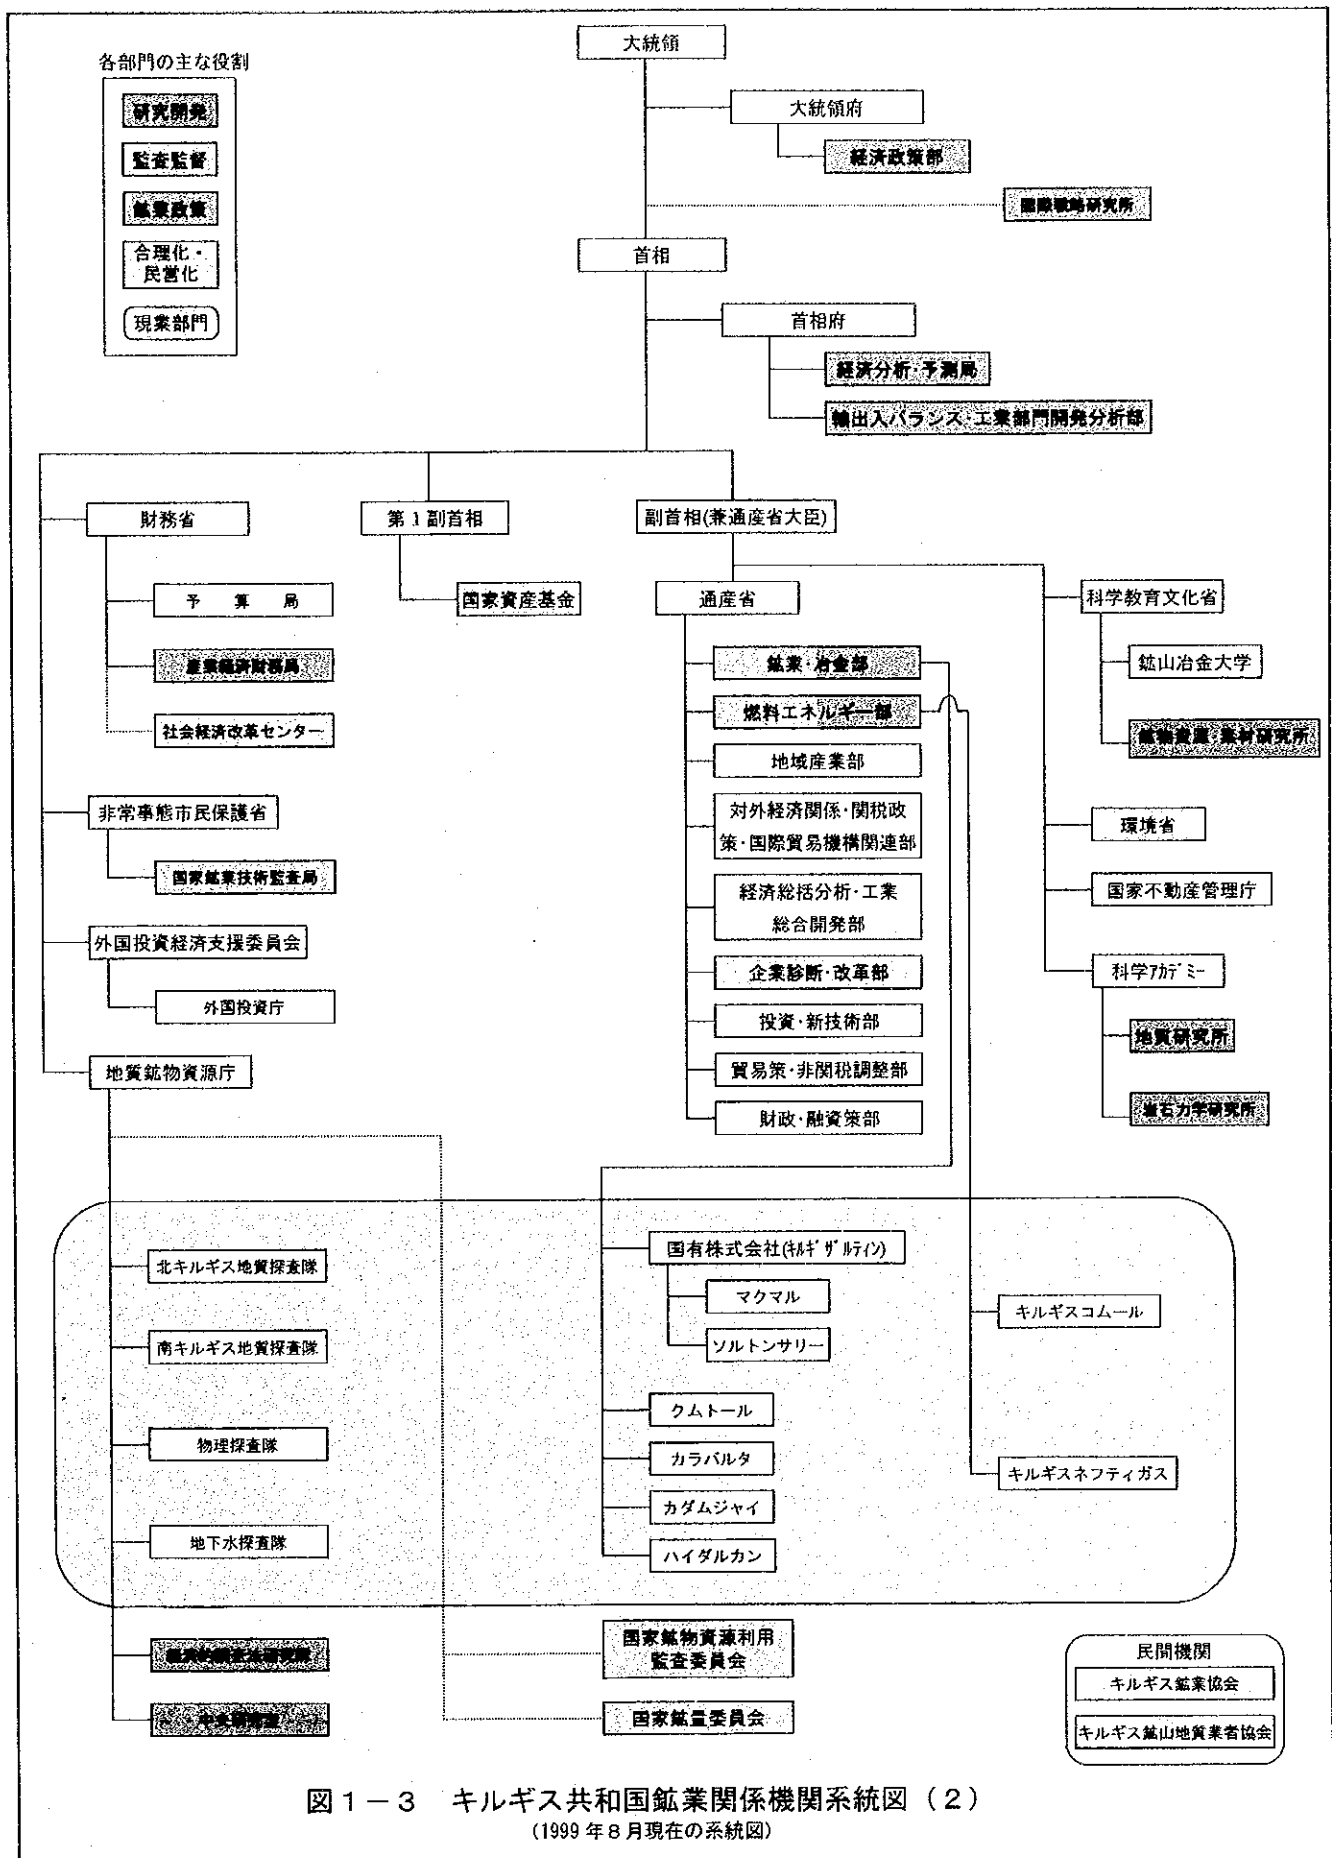 大統領
各部門の主な役割
研究開発
監査監督
鉱業政策
合理化・
民営化
現業部門
大統領府
経済政策部
国際戦略研究所
首相
首相府
経済分析・予測局
輸出入バランス・工業部門開発分析部
財務省
予算局
産業経済財務局
社会経済改革センター
非常事態市民保護省
国家鉱業技術監査局
外国投資経済支援委員会
外国投資庁
地質鉱物資源庁
第1副首相
国家資産基金
副首相(兼通産省大臣)
通産省
鉱業・冶金部
燃料エネルギー部
地域産業部
対外経済関係・関税政
策・国際貿易機構関連部
経済総括分析・工業
総合開発部
企業診断・改革部
投資・新技術部
貿易策・非関税調整部
財政・融資策部
科学教育文化省
鉱山冶金大学
鉱物資源・素材研究所
環境省
国家不動産管理庁
科学ｱｶﾃﾞﾐｰ
地質研究所
岩石力学研究所
北キルギス地質探査隊
南キルギス地質探査隊
物理探査隊
地下水探査隊
国有株式会社(ｷﾙｷﾞｻﾞﾙﾃｨﾝ)
マクマル
ソルトンサリー
クムトール
カラバルタ
カダムジャイ
ハイダルカン
キルギスコムール
キルギスネフティガス
国家鉱物資源利用
監査委員会
国家鉱量委員会
民間機関
キルギス鉱業協会
キルギス鉱山地質業者協会
図１－３　キルギス共和国鉱業関係機関系統図（２）
(1999年８月現在の系統図)